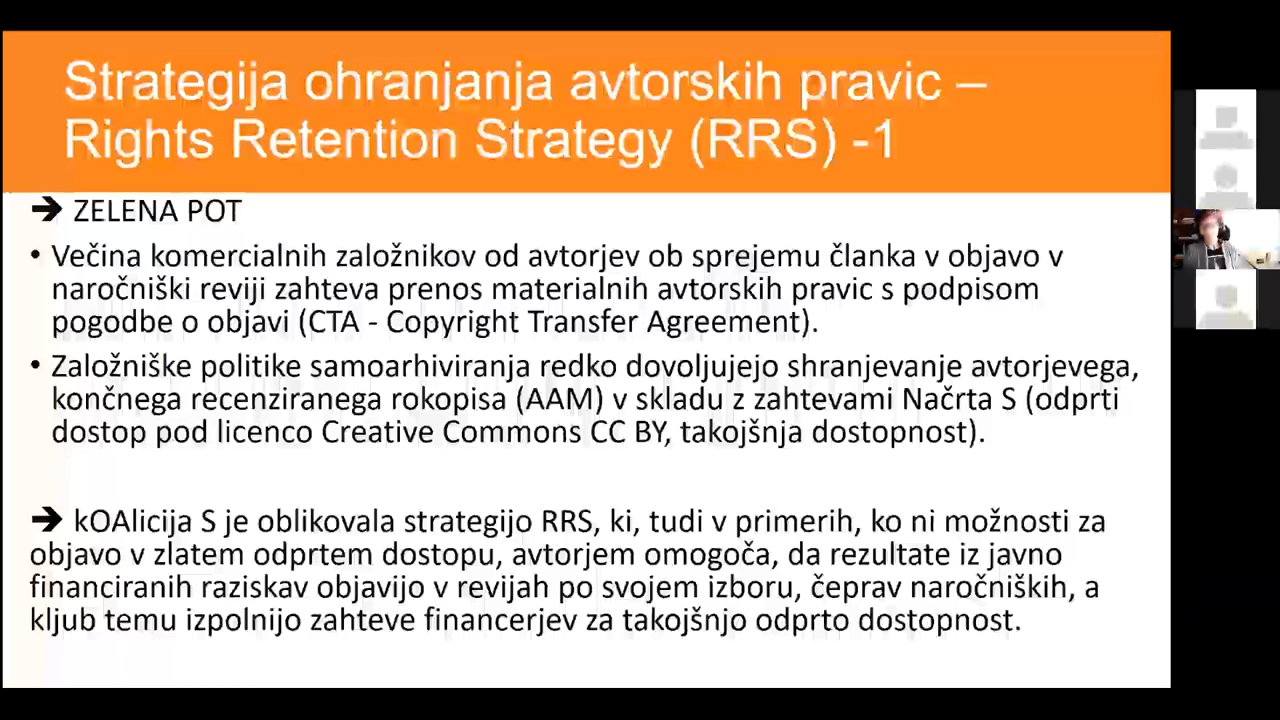 Strategija ohranjanja avtorskih pravic –
Rights Retention Strategy (RRS) -1
➔ ZELENA POT
• Večina komercialnih založnikov od avtorjev ob sprejemu članka v objavo v
naročniški reviji zahteva prenos materialnih avtorskih pravic s podpisom
pogodbe o objavi (CTA - Copyright Transfer Agreement).
• Založniške politike samoarhiviranja redko dovoljujejo shranjevanje avtorjevega,
končnega recenziranega rokopisa (AAM) v skladu z zahtevami Načrta S (odprti
dostop pod licenco Creative Commons CC BY, takojšnja dostopnost).
➔ kOAlicija S je oblikovala strategijo RRS, ki, tudi v primerih, ko ni možnosti za
objavo v zlatem odprtem dostopu, avtorjem omogoča, da rezultate iz javno
financiranih raziskav objavijo v revijah po svojem izboru, čeprav naročniških, a
kljub temu izpolnijo zahteve financerjev za takojšnjo odprto dostopnost.